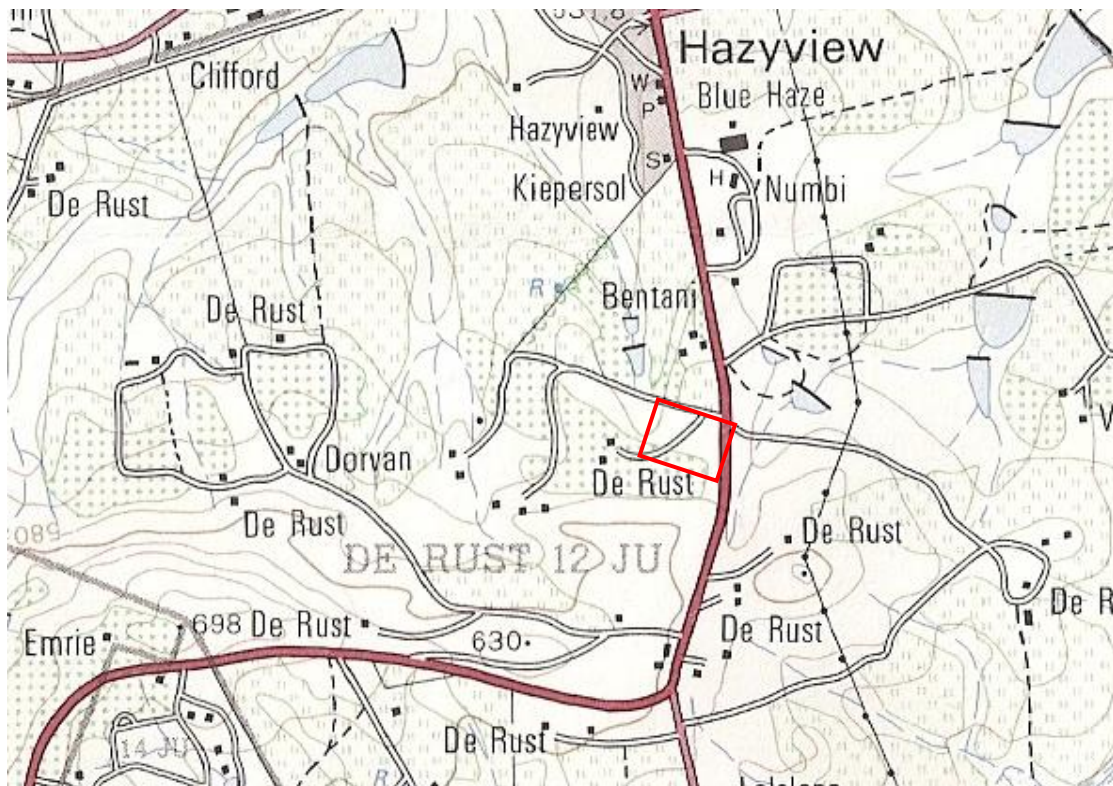 Hazyview
Clifford
W
P
Blue Haze
Hazyview
Kiepersol
S
H
Numbi
De Rust
R
Bentani
De Rust
Dorvan
De Rust
De Rust
De Rust
DE RUST 12 JU
De Rust
Emrie
698
De Rust
630
De Rust
14 JU
De Rust
R